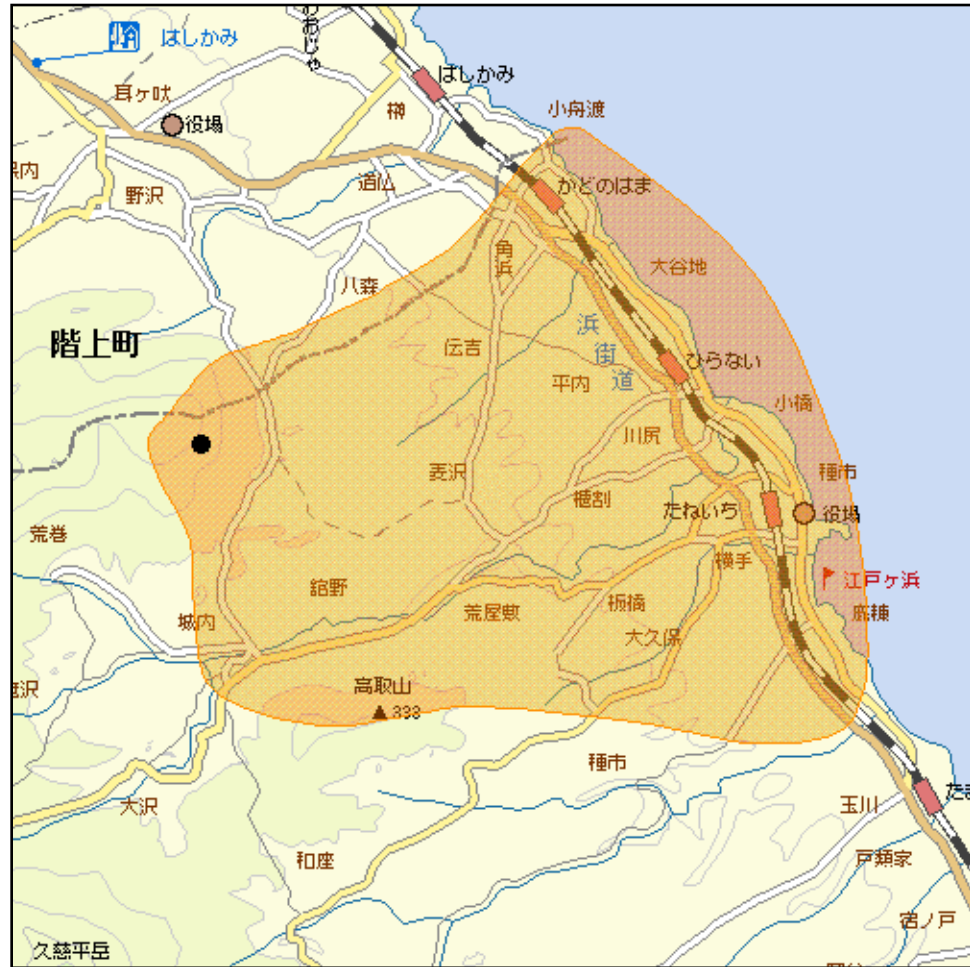 はしかみ
はしかみ
耳ヶ吠
役場
榊
小舟渡
野沢
道仏
かどのはま
角浜
大谷地
八森
階上町
伝吉
浜街道
ひらない
平内
小橋
川尻
麦沢
種市
樋割
たねいち
役場
荒巻
横手
江戸ヶ浜
舘野
荒屋敷
板橋
城内
大久保
高取山
333
種市
大沢
玉川
和座
戸類家
宿ノ戸
久慈平岳